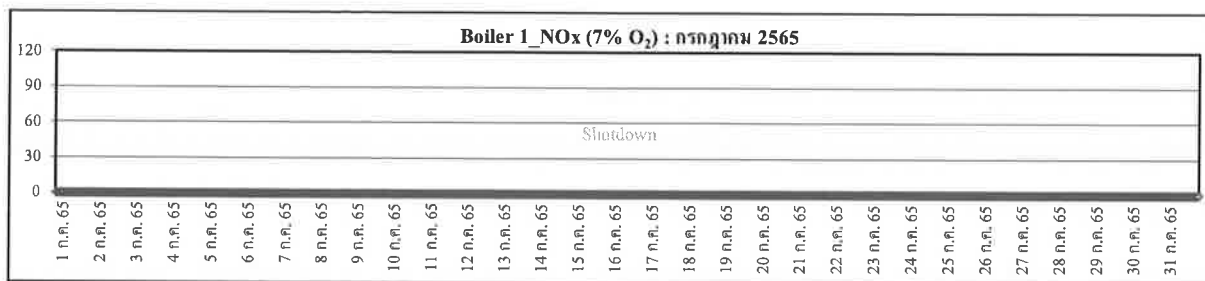 Boiler 1_NOx (7% O₂) : กรกฎาคม 2565
120
90
60
30
0
Shutdown
1 ก.ค. 65
2 ก.ค. 65
3 ก.ค. 65
4 ก.ค. 65
5 ก.ค. 65
6 ก.ค. 65
7 ก.ค. 65
8 ก.ค. 65
9 ก.ค. 65
10 ก.ค. 65
11 ก.ค. 65
12 ก.ค. 65
13 ก.ค. 65
14 ก.ค. 65
15 ก.ค. 65
16 ก.ค. 65
17 ก.ค. 65
18 ก.ค. 65
19 ก.ค. 65
20 ก.ค. 65
21 ก.ค. 65
22 ก.ค. 65
23 ก.ค. 65
24 ก.ค. 65
25 ก.ค. 65
26 ก.ค. 65
27 ก.ค. 65
28 ก.ค. 65
29 ก.ค. 65
30 ก.ค. 65
31 ก.ค. 65